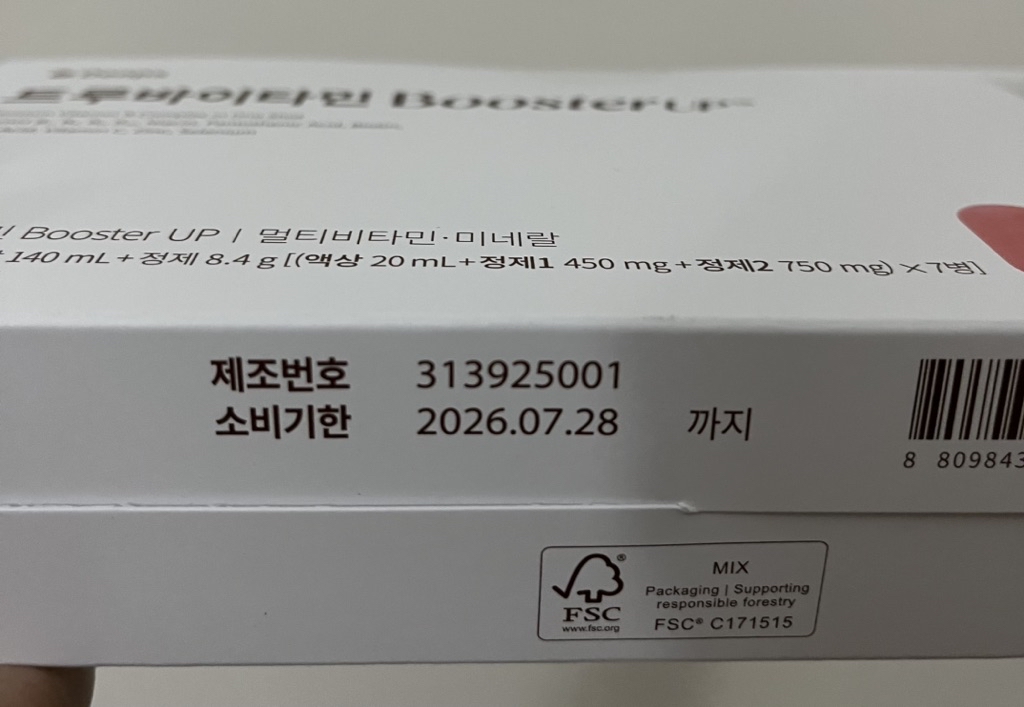 트루바이타민 Booster UP
Booster UP | 멀티비타민·미네랄
140 mL + 정제 8.4 g [(액상 20 mL+정제1 450 mg + 정제2 750 mg) ×7병]
제조번호 313925001
소비기한 2026.07.28 까지
8 809843
FSC®
www.fsc.org
MIX
Packaging | Supporting
responsible forestry
FSC® C171515